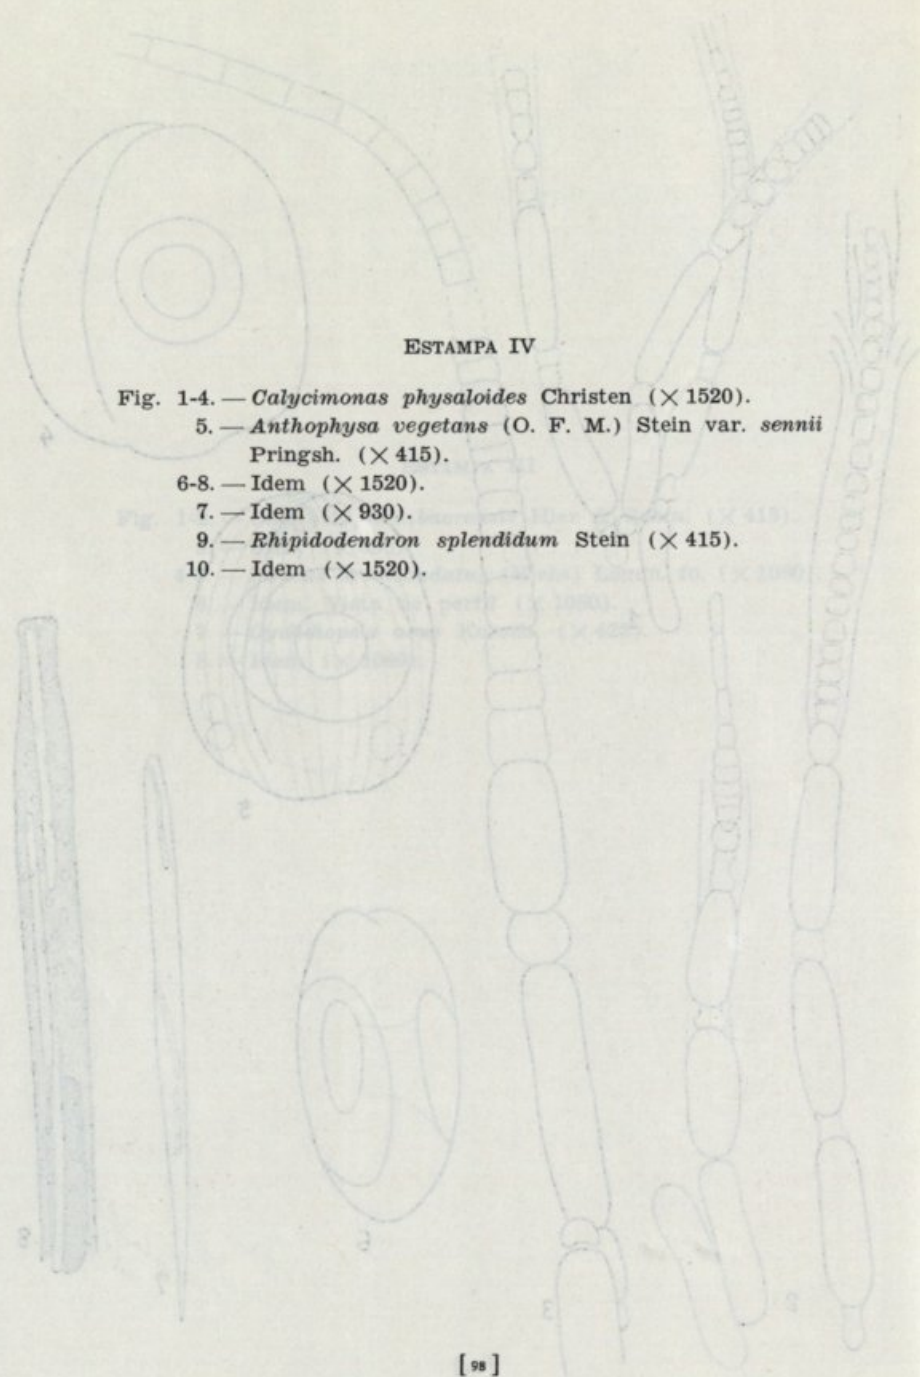 ESTAMPA IV
Fig. 1-4. — Calycimonas physaloides Christen (× 1520).
5. — Anthophysa vegetans (O. F. M.) Stein var. sennii
Pringsh. (× 415).
6-8. — Idem (× 1520).
7. — Idem (× 930).
9. — Rhipidodendron splendidum Stein (× 415).
10. — Idem (× 1520).
[98]